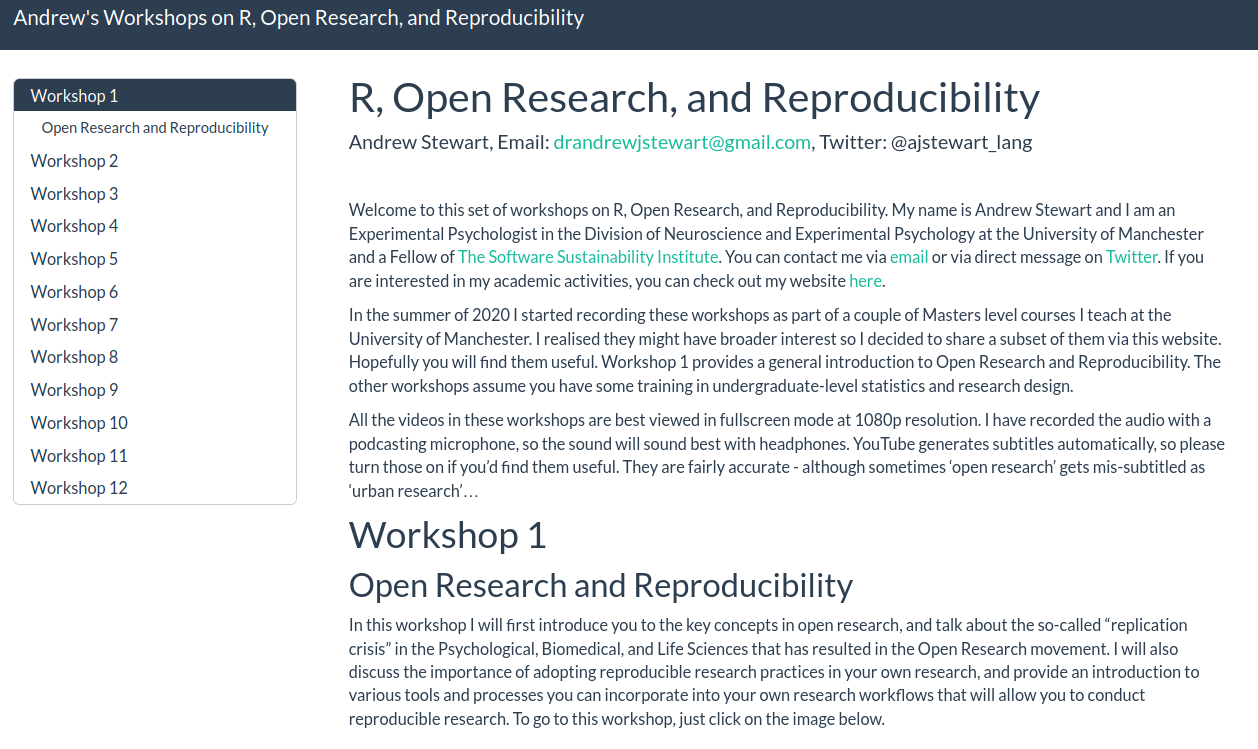 Andrew's Workshops on R, Open Research, and Reproducibility
Workshop 1
Open Research and Reproducibility
Workshop 2
Workshop 3
Workshop 4
Workshop 5
Workshop 6
Workshop 7
Workshop 8
Workshop 9
Workshop 10
Workshop 11
Workshop 12
R, Open Research, and Reproducibility
Andrew Stewart, Email: drandrewjstewart@gmail.com, Twitter: @ajstewart_lang
Welcome to this set of workshops on R, Open Research, and Reproducibility. My name is Andrew Stewart and I am an
Experimental Psychologist in the Division of Neuroscience and Experimental Psychology at the University of Manchester
and a Fellow of The Software Sustainability Institute. You can contact me via email or via direct message on Twitter. If you
are interested in my academic activities, you can check out my website here.
In the summer of 2020 I started recording these workshops as part of a couple of Masters level courses I teach at the
University of Manchester. I realised they might have broader interest so I decided to share a subset of them via this website.
Hopefully you will find them useful. Workshop 1 provides a general introduction to Open Research and Reproducibility. The
other workshops assume you have some training in undergraduate-level statistics and research design.
All the videos in these workshops are best viewed in fullscreen mode at 1080p resolution. I have recorded the audio with a
podcasting microphone, so the sound will sound best with headphones. YouTube generates subtitles automatically, so please
turn those on if you’d find them useful. They are fairly accurate - although sometimes ‘open research’ gets mis-subtitled as
‘urban research’…
Workshop 1
Open Research and Reproducibility
In this workshop I will first introduce you to the key concepts in open research, and talk about the so-called “replication
crisis” in the Psychological, Biomedical, and Life Sciences that has resulted in the Open Research movement. I will also
discuss the importance of adopting reproducible research practices in your own research, and provide an introduction to
various tools and processes you can incorporate into your own research workflows that will allow you to conduct
reproducible research. To go to this workshop, just click on the image below.